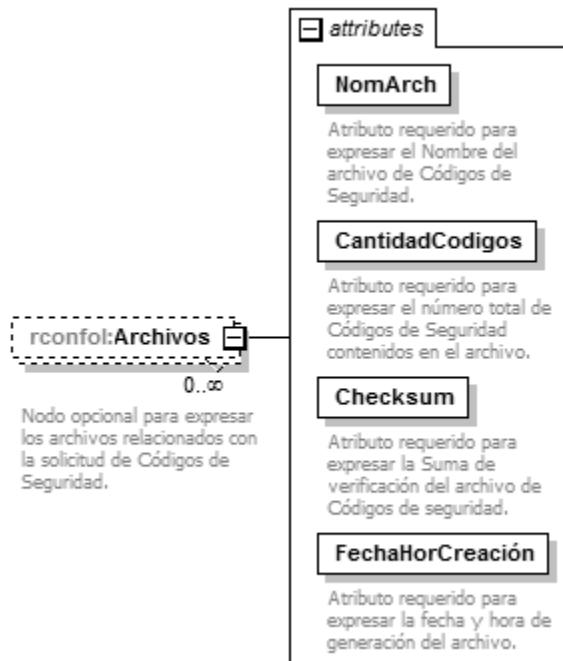 attributes
NomArch
Atributo requerido para
expresar el Nombre del
archivo de Códigos de
Seguridad.
CantidadCodigos
Atributo requerido para
expresar el número total de
Códigos de Seguridad
contenidos en el archivo.
rconfol:Archivos
0..∞
Nodo opcional para expresar
los archivos relacionados con
la solicitud de Códigos de
Seguridad.
Checksum
Atributo requerido para
expresar la Suma de
verificación del archivo de
Códigos de seguridad.
FechaHorCreación
Atributo requerido para
expresar la fecha y hora de
generación del archivo.